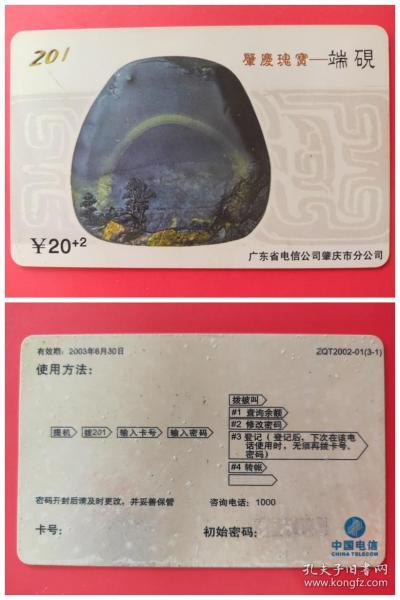 201
肇慶瑰寶—端硯
￥20+2
广东省电信公司肇庆市分公司
有效期：2003年6月30日
ZQT2002-01(3-1)
使用方法：
提机
拨201
输入卡号
输入密码
拨被叫
#1 查询余额
#2 修改密码
#3 登记（登记后，下次在该电
话使用时，无须再拨卡号、
密码）
#4 转帐
密码开封后请及时更改，并妥善保管
咨询电话：1000
卡号：
初始密码：
中国电信
CHINA TELECOM
孔夫子旧书网
www.kongfz.com